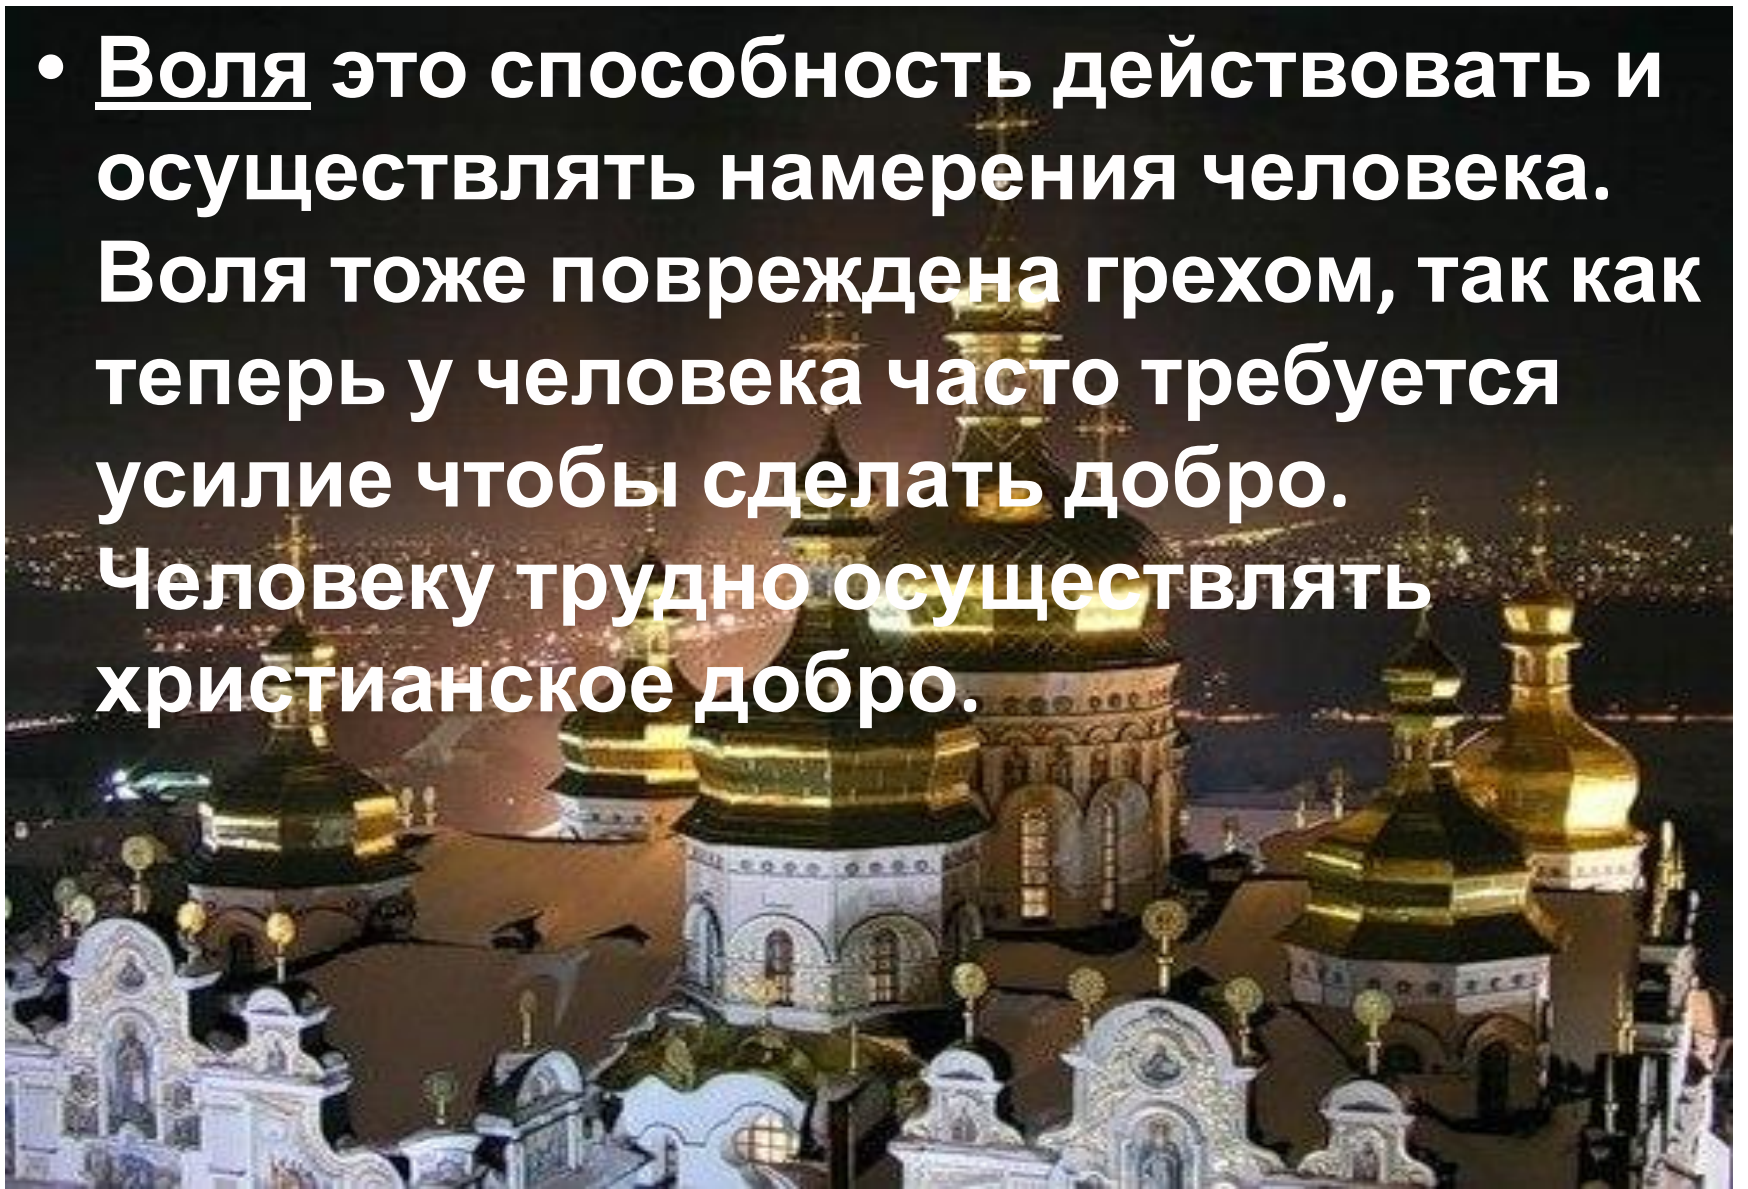 • Воля это способность действовать и
осуществлять намерения человека.
Воля тоже повреждена грехом, так как
теперь у человека часто требуется
усилие чтобы сделать добро.
Человеку трудно осуществлять
христианское добро.